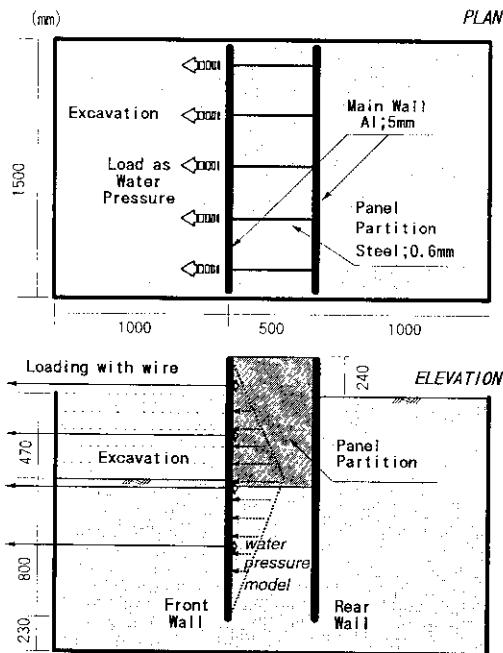 (mm)
PLAN
Excavation
Load as
Water
Pressure
Main Wall
Al;5mm
Panel
Partition
Steel;0.6mm
1500
1000
500
1000
Loading with wire
240
ELEVATION
470
Excavation
Panel
Partition
800
water
pressure
model
230
Front
Wall
Rear
Wall